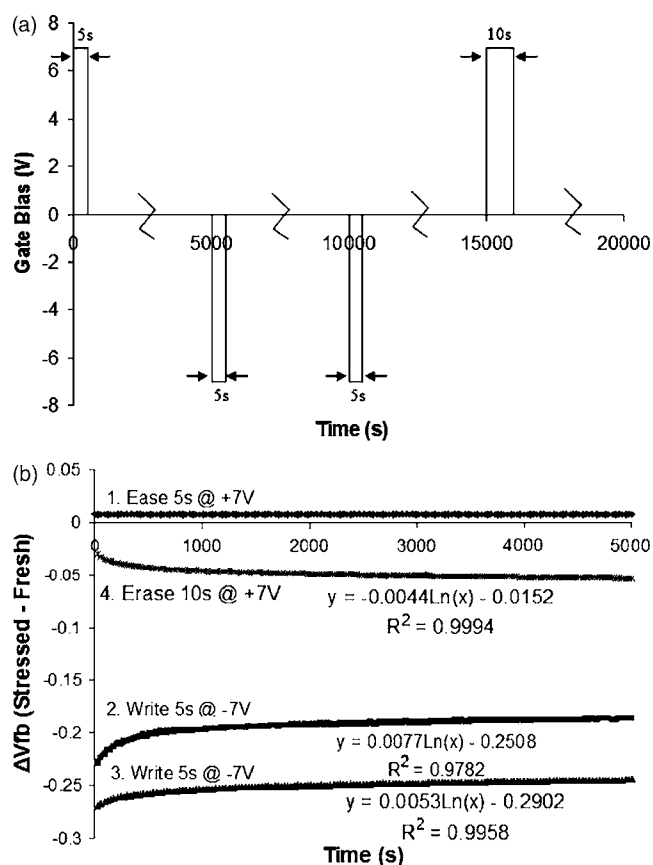 (a)
8
5s
10s
6
4
2
0
-2
-4
-6
-8
Gate Bias (V)
0
5000
10000
15000
20000
5s
5s
Time (s)
(b)
0.05
1. Ease 5s @ +7V
0
0
1000
2000
3000
4000
5000
-0.05
4. Erase 10s @ +7V
y = -0.0044Ln(x) - 0.0152
R² = 0.9994
-0.1
-0.15
2. Write 5s @ -7V
-0.2
y = 0.0077Ln(x) - 0.2508
R² = 0.9782
3. Write 5s @ -7V
-0.25
y = 0.0053Ln(x) - 0.2902
R² = 0.9958
-0.3
ΔVfb (Stressed - Fresh)
Time (s)